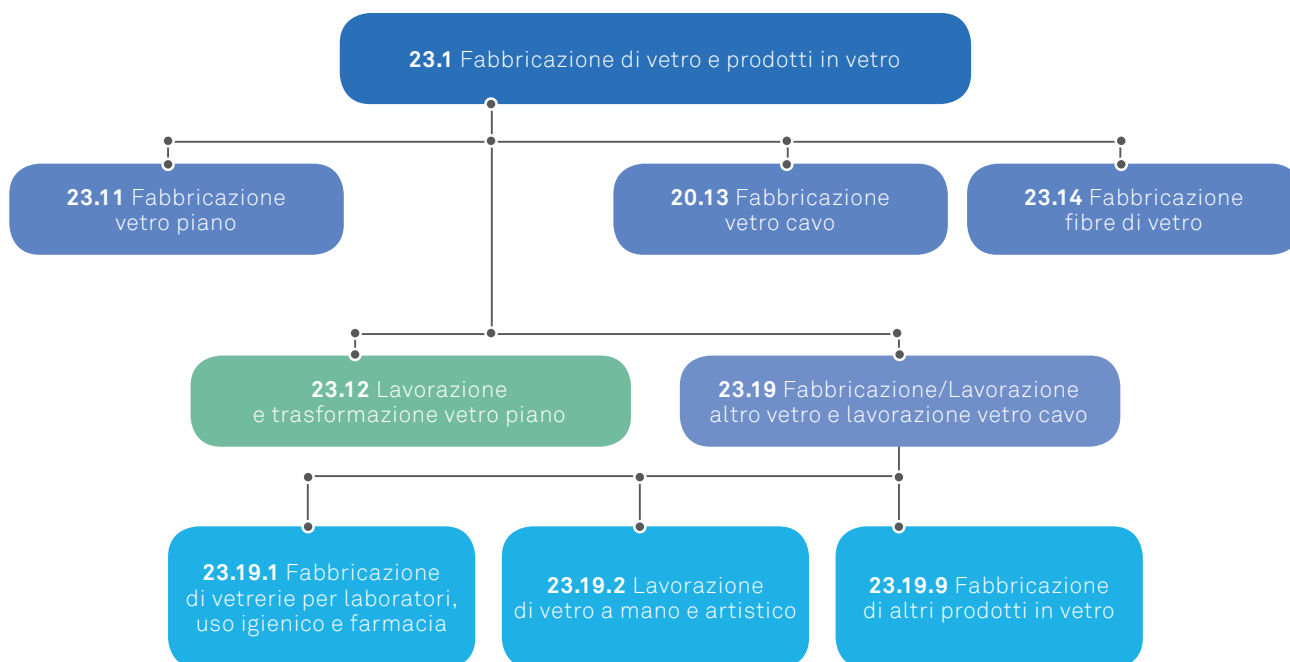 23.1 Fabbricazione di vetro e prodotti in vetro
23.11 Fabbricazione
vetro piano
20.13 Fabbricazione
vetro cavo
23.14 Fabbricazione
fibre di vetro
23.12 Lavorazione
e trasformazione vetro piano
23.19 Fabbricazione/Lavorazione
altro vetro e lavorazione vetro cavo
23.19.1 Fabbricazione
di vetrerie per laboratori,
uso igienico e farmacia
23.19.2 Lavorazione
di vetro a mano e artistico
23.19.9 Fabbricazione
di altri prodotti in vetro